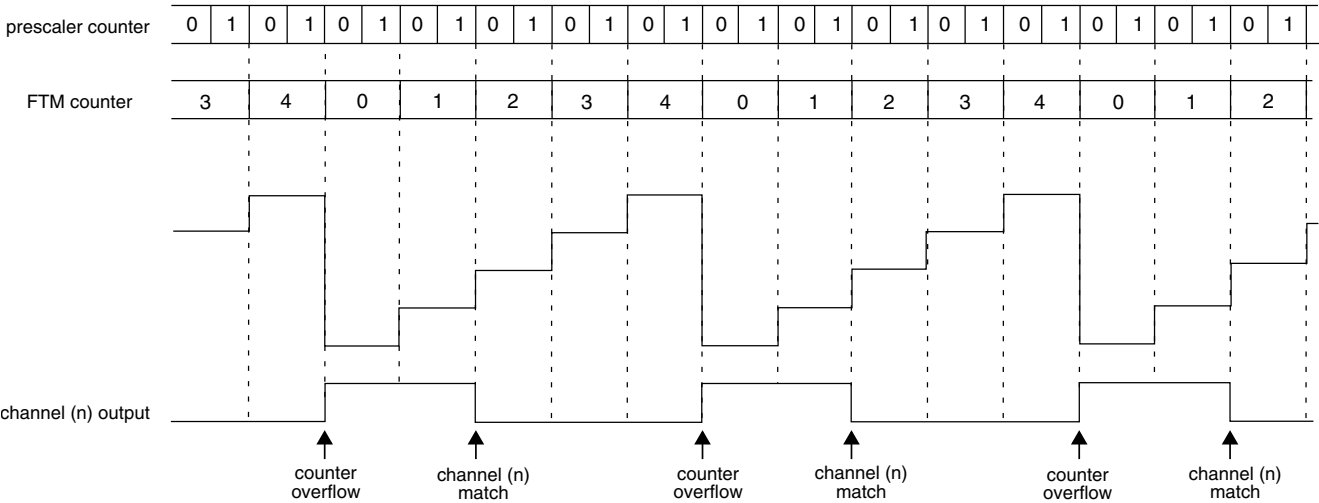 prescaler counter 0 1 0 1 0 1 0 1 0 1 0 1 0 1 0 1 0 1 0 1 0 1 0 1 0 1 0 1 0 1
FTM counter 3 4 0 1 2 3 4 0 1 2 3 4 0 1 2
channel (n) output
counter overflow
channel (n) match
counter overflow
channel (n) match
counter overflow
channel (n) match